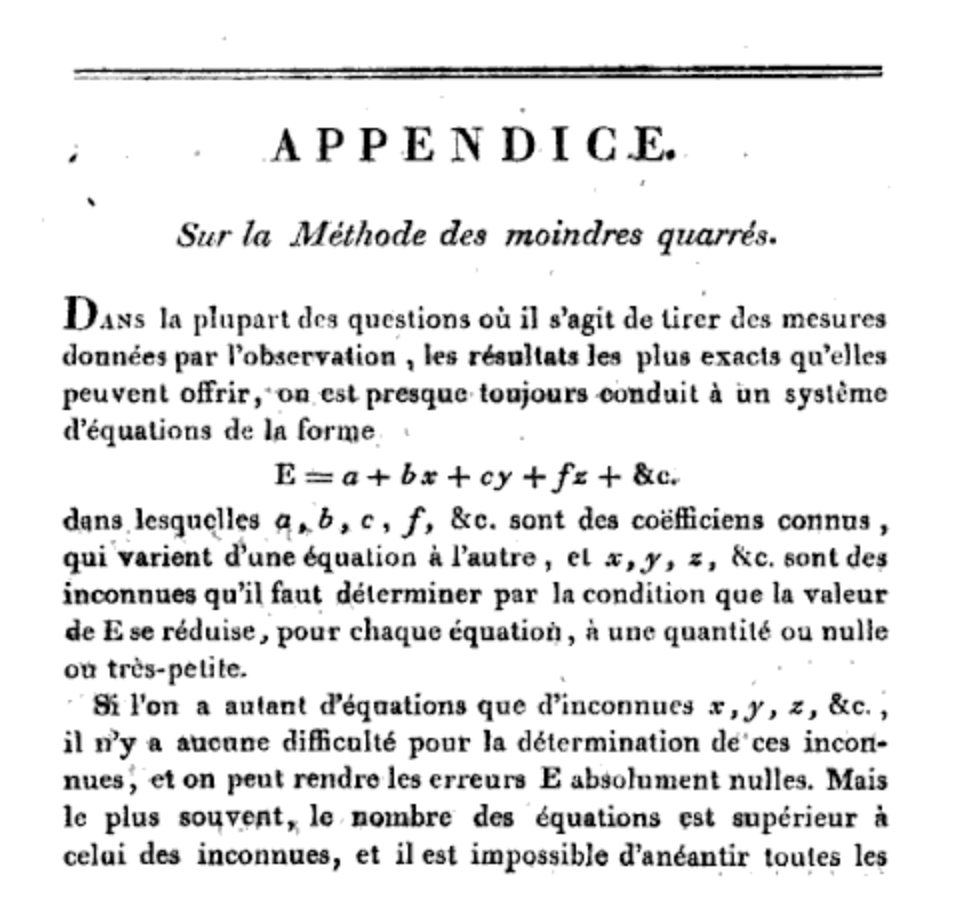 APPENDICE.
Sur la Méthode des moindres quarrés.
DANS la plupart des questions où il s'agit de tirer des mesures
données par l'observation, les résultats les plus exacts qu'elles
peuvent offrir, on est presque toujours conduit à un système
d'équations de la forme
E = a + bx + cy + fz + &c.
dans lesquelles a, b, c, f, &c. sont des coëfficiens connus,
qui varient d'une équation à l'autre, et x, y, z, &c. sont des
inconnues qu'il faut déterminer par la condition que la valeur
de E se réduise, pour chaque équation, à une quantité ou nulle
ou très-petite.
Si l'on a autant d'équations que d'inconnues x, y, z, &c.,
il n'y a aucune difficulté pour la détermination de ces incon-
nues, et on peut rendre les erreurs E absolument nulles. Mais
le plus souvent, le nombre des équations est supérieur à
celui des inconnues, et il est impossible d'anéantir toutes les